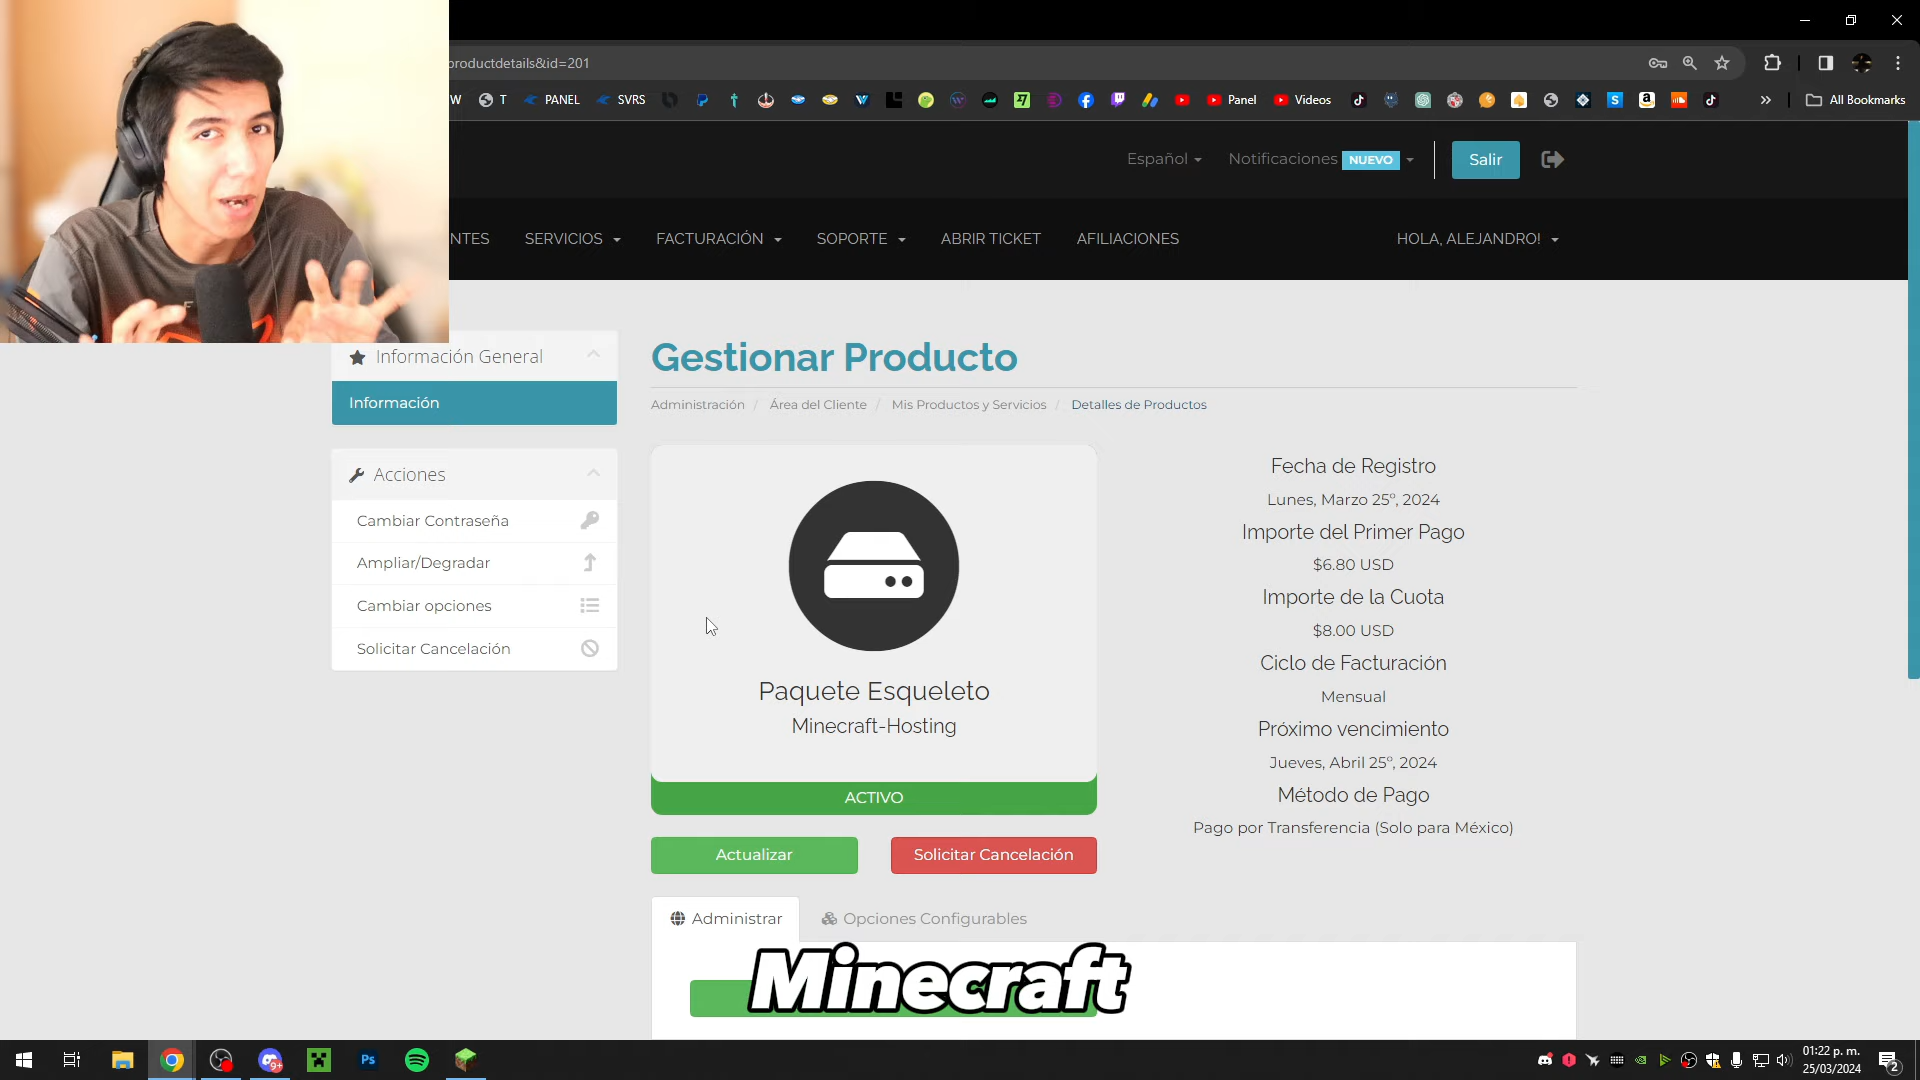 productdetails&id=201
W
T
PANEL
SVRS
Panel
Videos
All Bookmarks
Español
Notificaciones NUEVO
Salir
NTES
SERVICIOS
FACTURACIÓN
SOPORTE
ABRIR TICKET
AFILIACIONES
HOLA, ALEJANDRO!
Información General
Información
Acciones
Cambiar Contraseña
Ampliar/Degradar
Cambiar opciones
Solicitar Cancelación
Gestionar Producto
Administración / Área del Cliente / Mis Productos y Servicios / Detalles de Productos
Paquete Esqueleto
Minecraft-Hosting
ACTIVO
Actualizar
Solicitar Cancelación
Fecha de Registro
Lunes, Marzo 25º, 2024
Importe del Primer Pago
$6.80 USD
Importe de la Cuota
$8.00 USD
Ciclo de Facturación
Mensual
Próximo vencimiento
Jueves, Abril 25º, 2024
Método de Pago
Pago por Transferencia (Solo para México)
Administrar
Opciones Configurables
Minecraft
Ps
9+
01:22 p. m.
25/03/2024
2